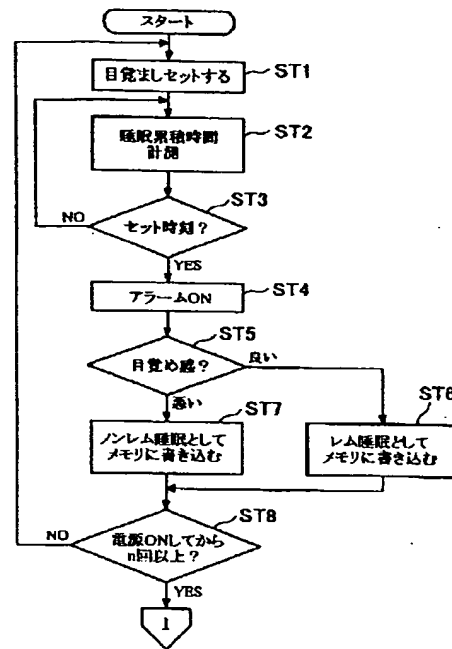 スタート
目覚ましセットする
ST1
睡眠累積時間
計測
ST2
ST3
セット時刻?
NO
YES
アラームON
ST4
ST5
目覚め感?
良い
悪い
ST7
ノンレム睡眠として
メモリに書き込む
ST6
レム睡眠として
メモリに書き込む
ST8
電源ONしてから
n回以上?
NO
YES
1